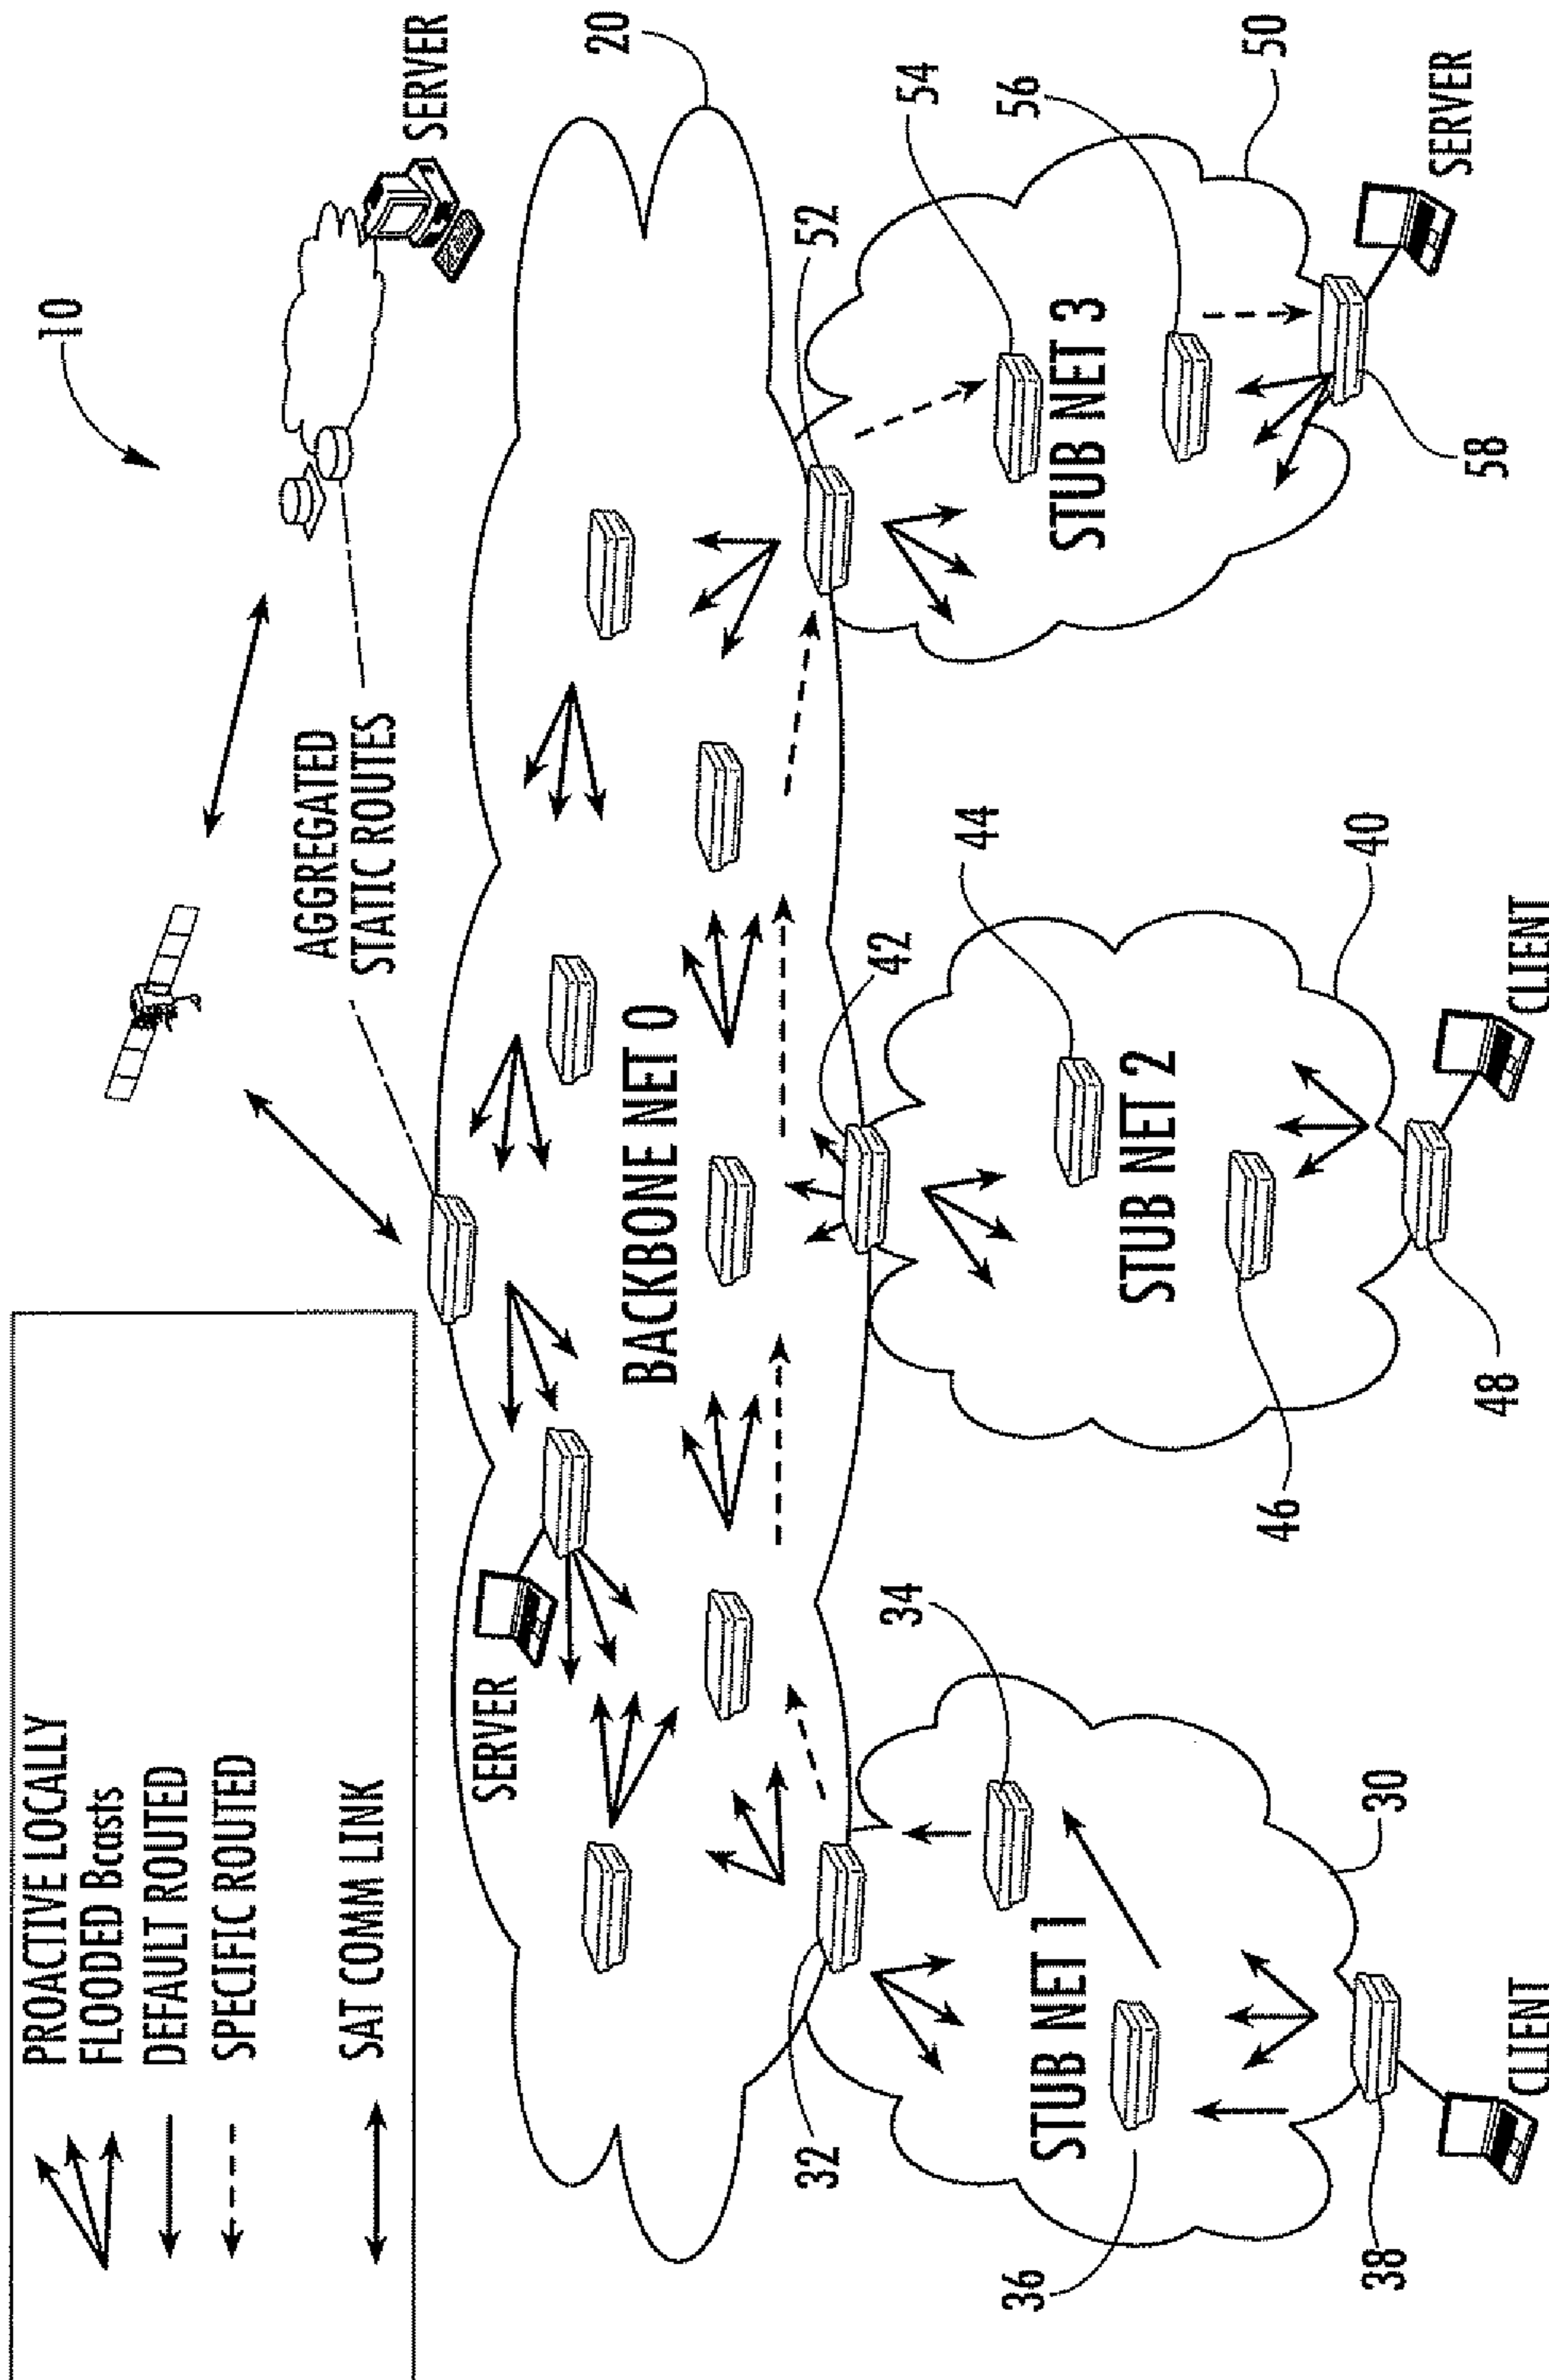 PROACTIVE LOCALLY
FLOODED Bcasts
DEFAULT ROUTED
SPECIFIC ROUTED
SAT COMM LINK
10
SERVER
AGGREGATED
STATIC ROUTES
20
SERVER
BACKBONE NET 0
32
42
52
34
44
54
56
STUB NET 1
STUB NET 2
STUB NET 3
36
46
30
40
50
38
48
58
CLIENT
CLIENT
SERVER